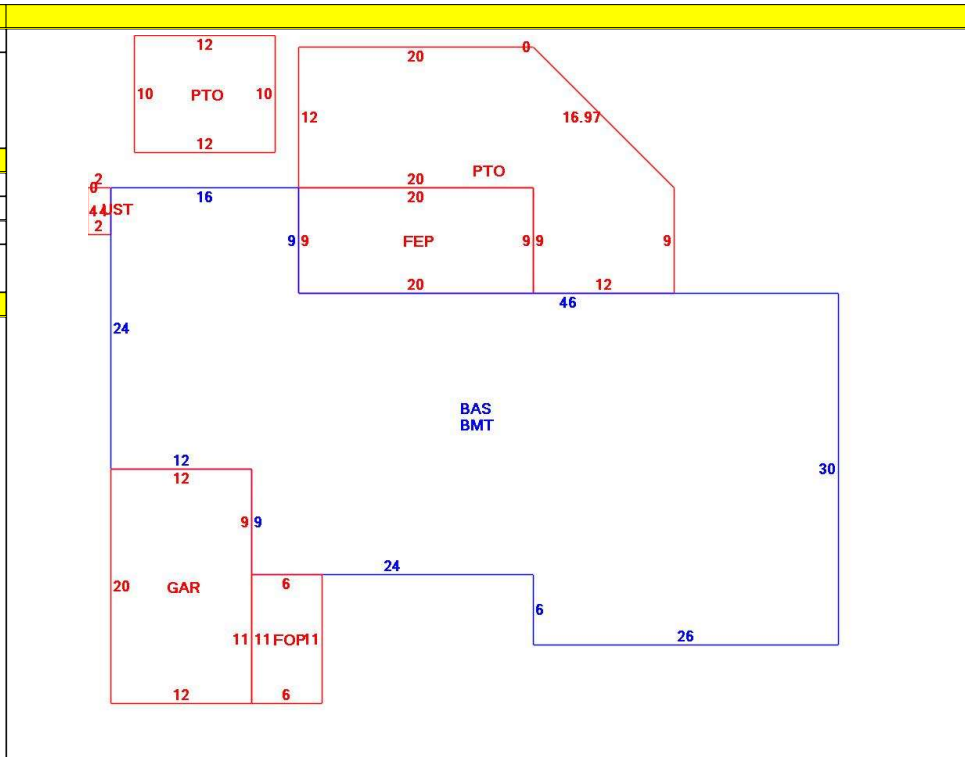 12
10 PTO 10
12
20 0
12 16.97
PTO
2 20
0 16 20
44 UST
2
9 9 FEP 9 9 9
20 12
46
24
BAS
BMT
12 30
12
9 9
24
20 GAR 6
6
11 11 FOP 11
26
12 6